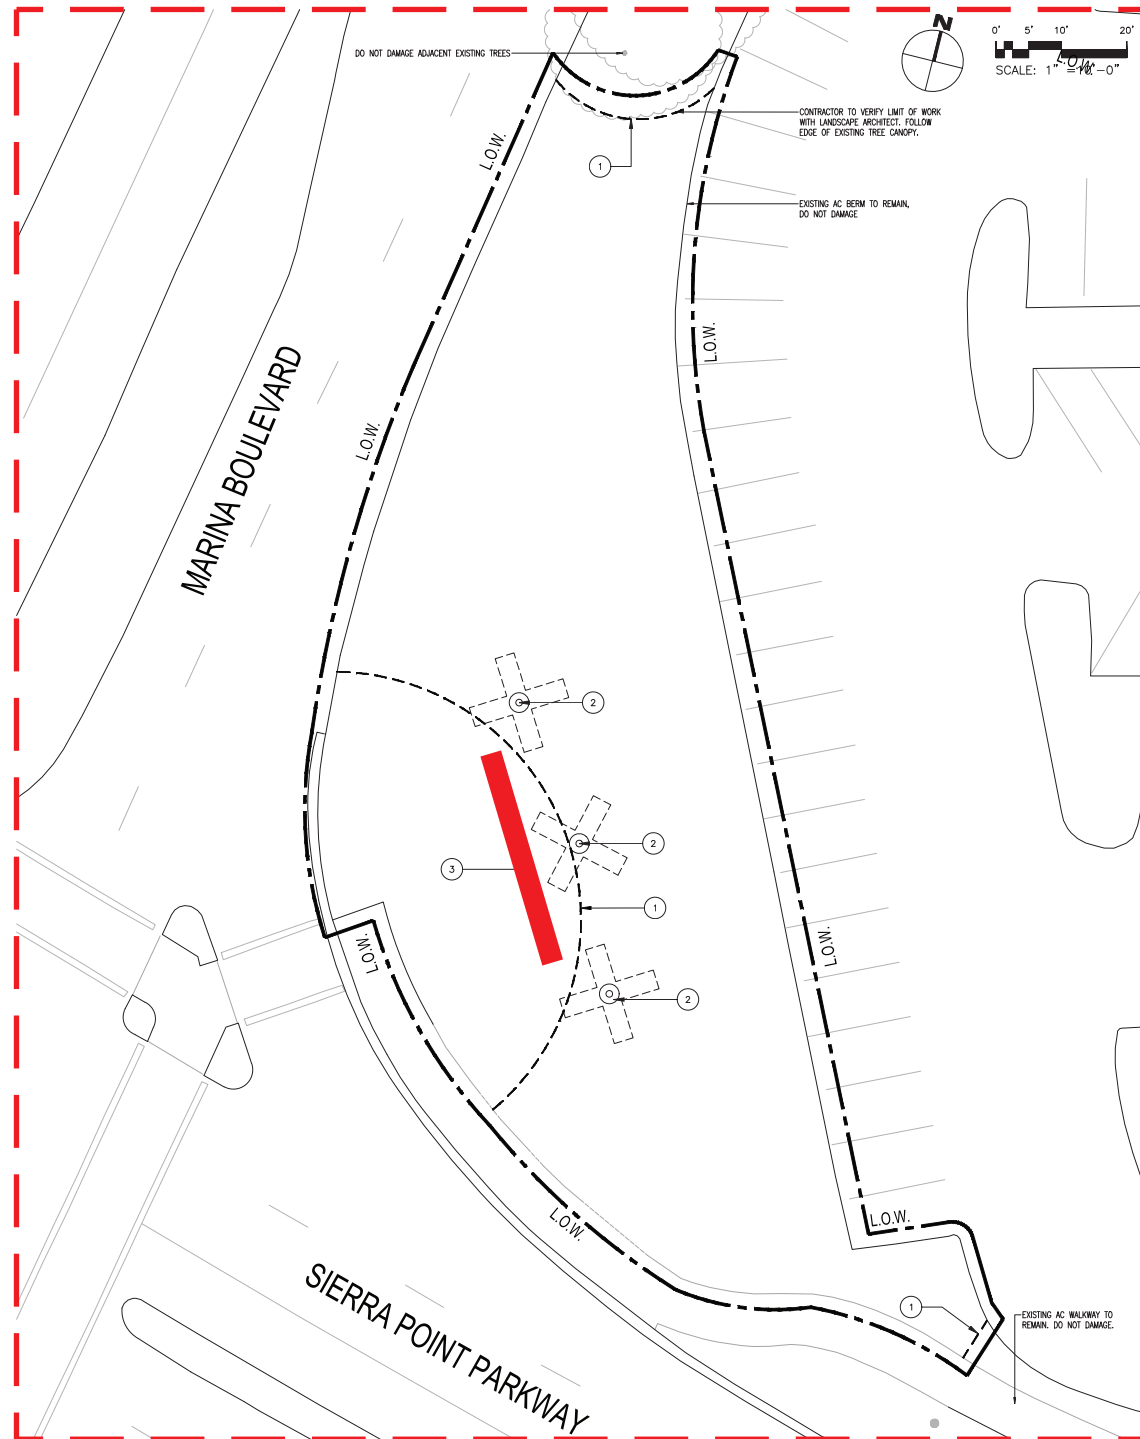 N
0' 5' 10' 20'
SCALE: 1" =10'-0"
L.O.W.
DO NOT DAMAGE ADJACENT EXISTING TREES
CONTRACTOR TO VERIFY LIMIT OF WORK
WITH LANDSCAPE ARCHITECT. FOLLOW
EDGE OF EXISTING TREE CANOPY.
L.O.W.
1
EXISTING AC BERM TO REMAIN,
DO NOT DAMAGE
L.O.W.
L.O.W.
MARINA BOULEVARD
2
2
3
1
L.O.W.
L.O.W.
2
L.O.W.
L.O.W.
SIERRA POINT PARKWAY
1
EXISTING AC WALKWAY TO
REMAIN. DO NOT DAMAGE.